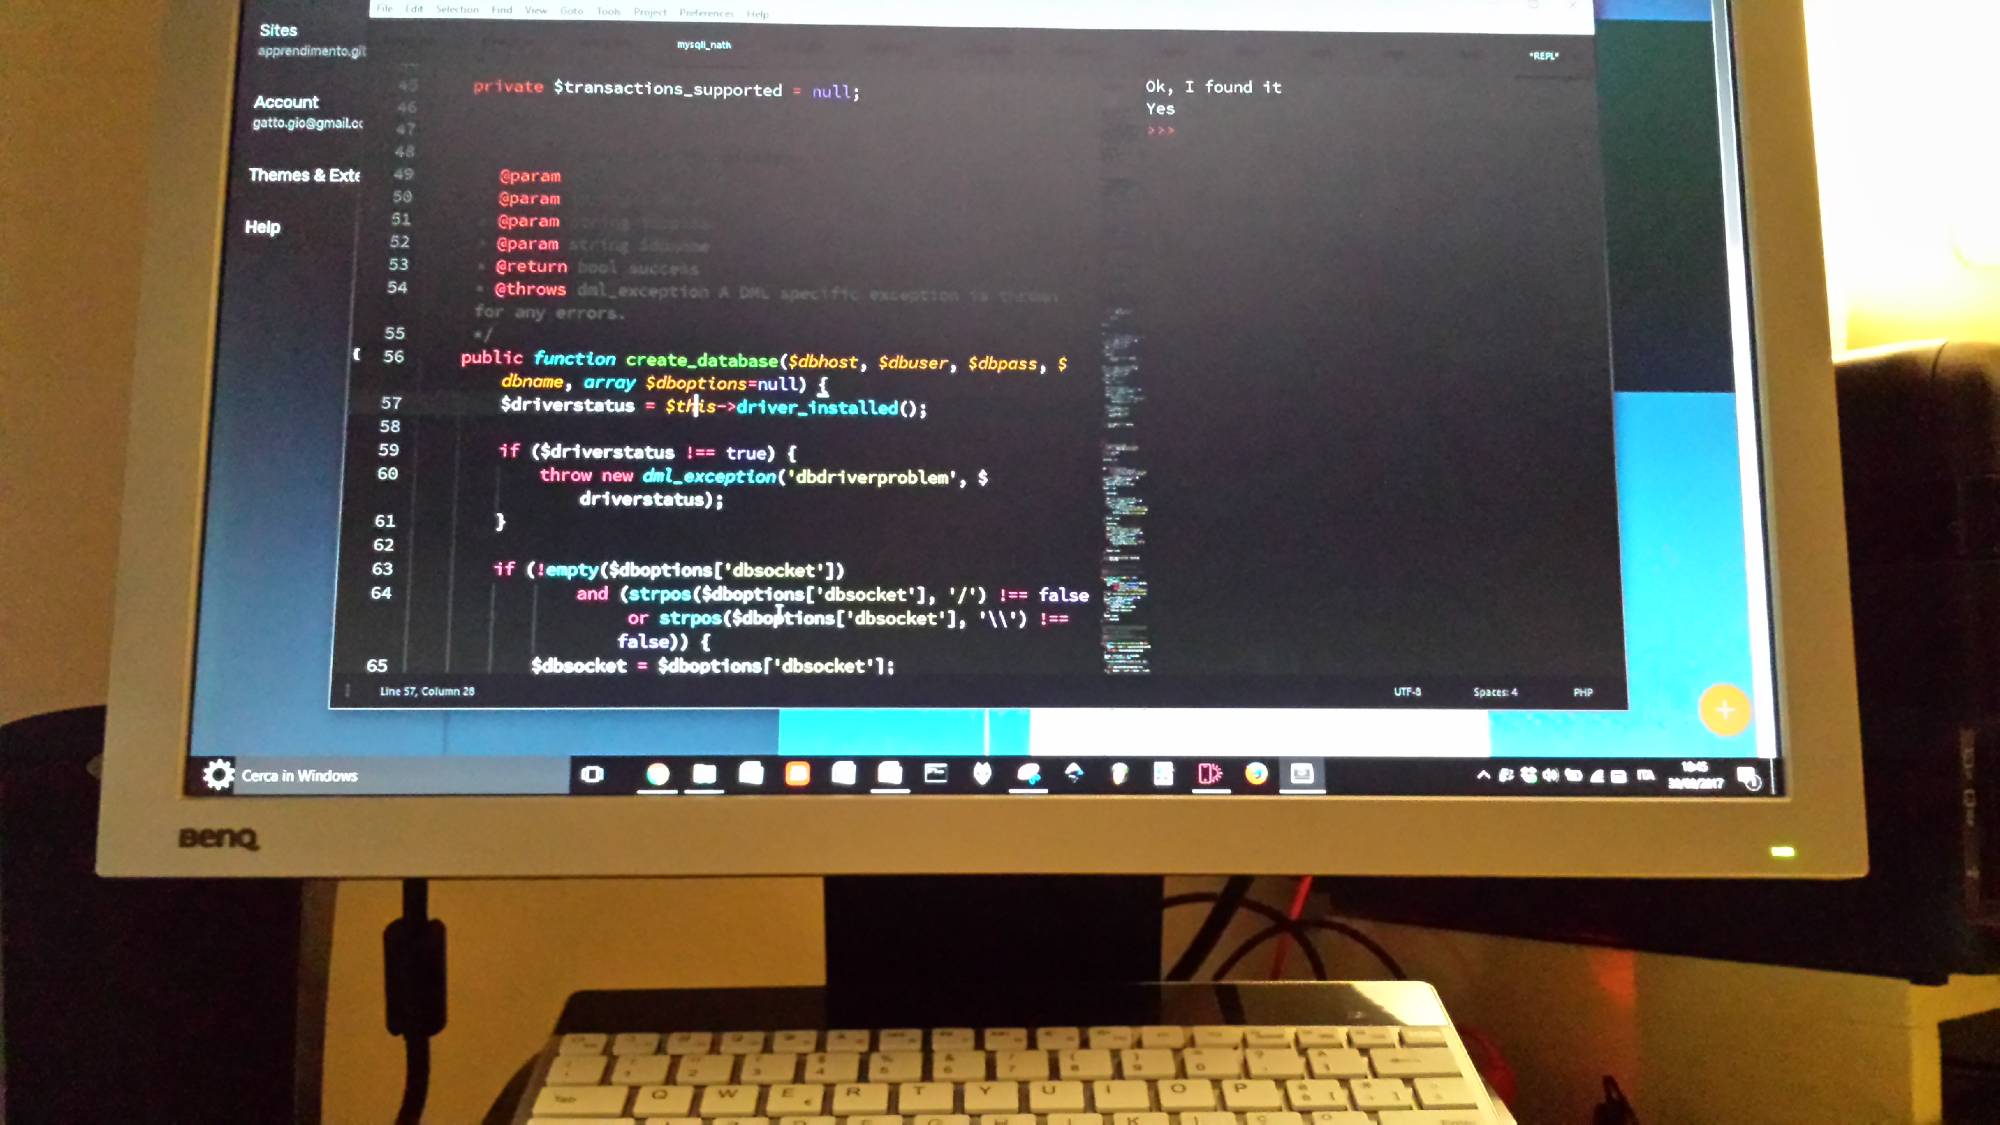 File Edit Selection Find View Goto Tools Project Preferences Help
Sites
apprendimento.git
Account
gatto.gio@gmail.co
Themes & Exte
Help
mysqli_nath
*REPL*
45 private $transactions_supported = null;
46
47
48
49 @param
50 @param
51 @param
52 @param string $dbname
53 * @return bool success
54 * @throws dml_exception A DML specific exception is thrown
for any errors.
55 */
56 public function create_database($dbhost, $dbuser, $dbpass, $
dbname, array $dboptions=null) {
57 $driverstatus = $this->driver_installed();
58
59 if ($driverstatus !== true) {
60 throw new dml_exception('dbdriverproblem', $
driverstatus);
61 }
62
63 if (!empty($dboptions['dbsocket'])
64 and (strpos($dboptions['dbsocket'], '/') !== false
or strpos($dboptions['dbsocket'], '\\') !==
false)) {
65 $dbsocket = $dboptions['dbsocket'];
Ok, I found it
Yes
>>>
Line 57, Column 28
UTF-8 Spaces: 4 PHP
Cerca in Windows
ITA
BenQ
Tab Q W E R T Y U I O P